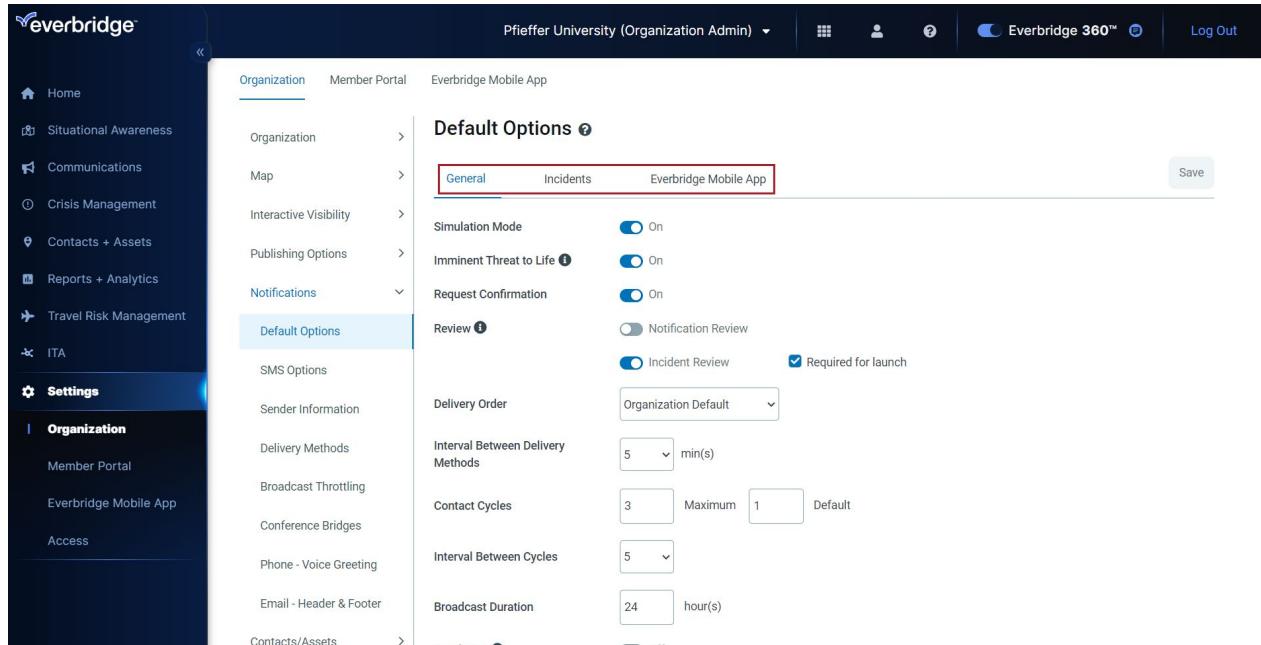 everbridge
Pfieffer University (Organization Admin)
Everbridge 360™
Log Out
Home
Situational Awareness
Communications
Crisis Management
Contacts + Assets
Reports + Analytics
Travel Risk Management
ITA
Settings
Organization
Member Portal
Everbridge Mobile App
Access
Organization Member Portal Everbridge Mobile App
Organization
Map
Interactive Visibility
Publishing Options
Notifications
Default Options
SMS Options
Sender Information
Delivery Methods
Broadcast Throttling
Conference Bridges
Phone - Voice Greeting
Email - Header & Footer
Contacts/Assets
Default Options
General Incidents Everbridge Mobile App
Save
Simulation Mode On
Imminent Threat to Life On
Request Confirmation On
Review Notification Review
Incident Review Required for launch
Delivery Order Organization Default
Interval Between Delivery
Methods
5 min(s)
Contact Cycles 3 Maximum 1 Default
Interval Between Cycles 5
Broadcast Duration 24 hour(s)